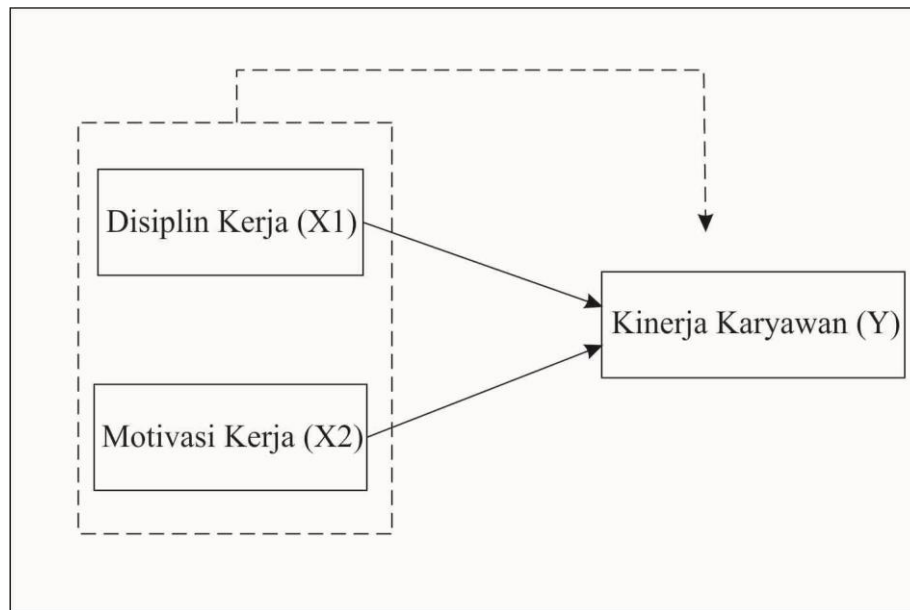 Disiplin Kerja (X1)
Kinerja Karyawan (Y)
Motivasi Kerja (X2)